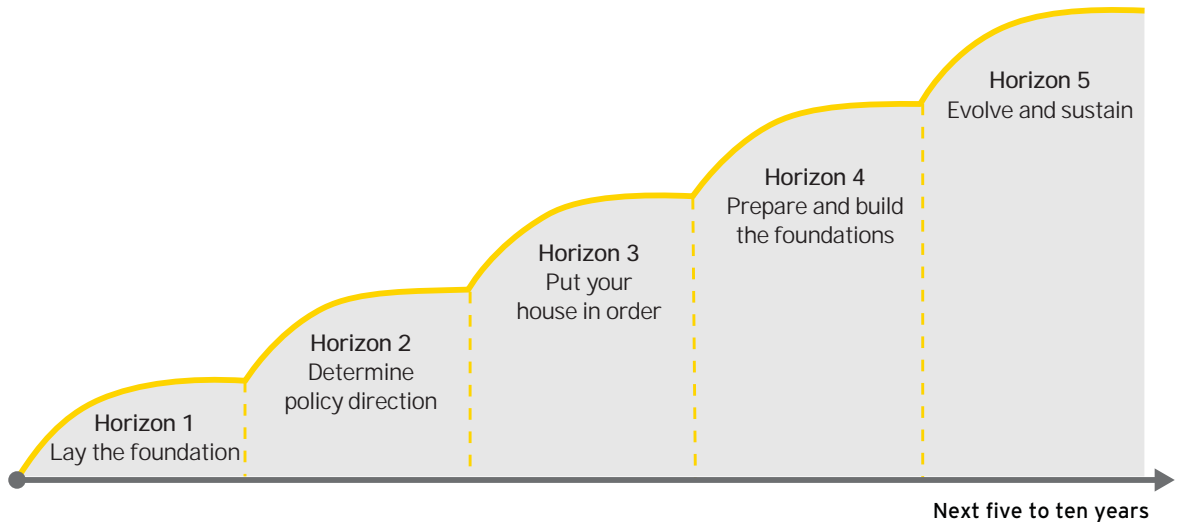 Horizon 1
Lay the foundation
Horizon 2
Determine
policy direction
Horizon 3
Put your
house in order
Horizon 4
Prepare and build
the foundations
Horizon 5
Evolve and sustain
Next five to ten years